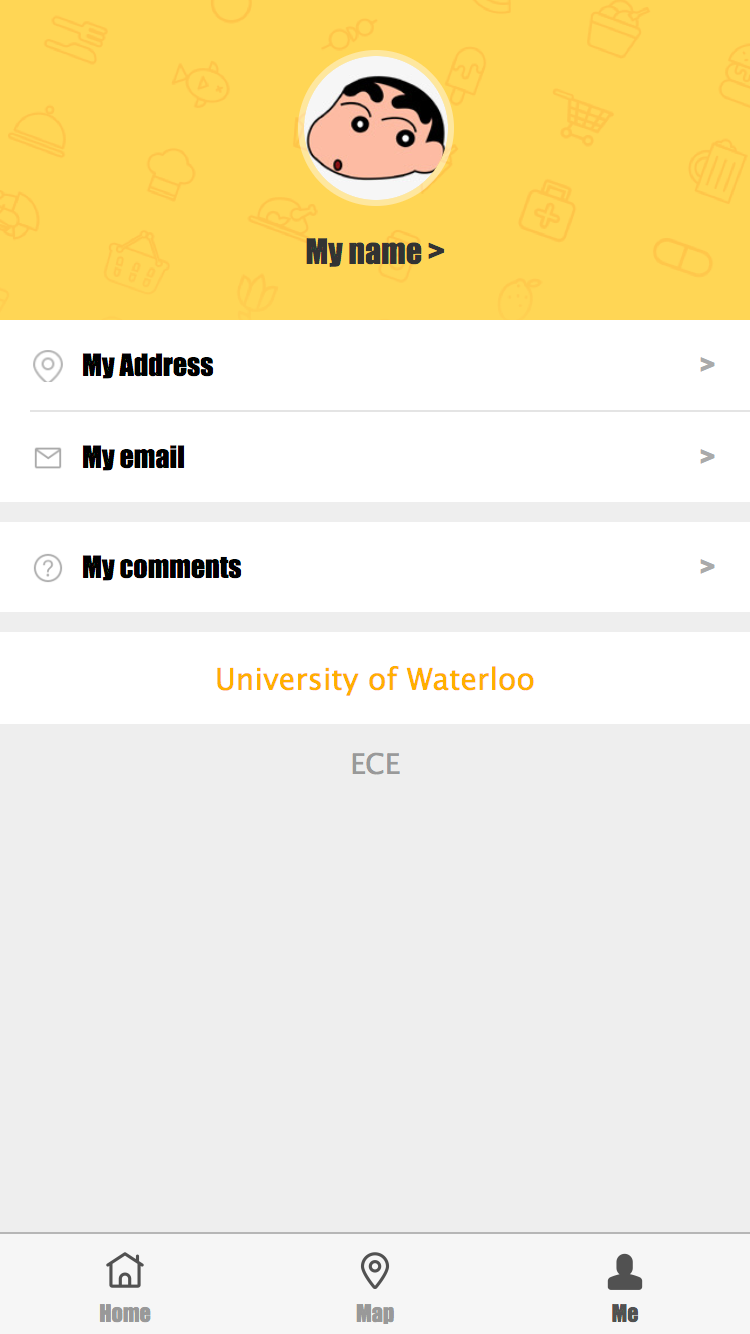 My name >
My Address >
My email >
My comments >
University of Waterloo
ECE
Home Map Me